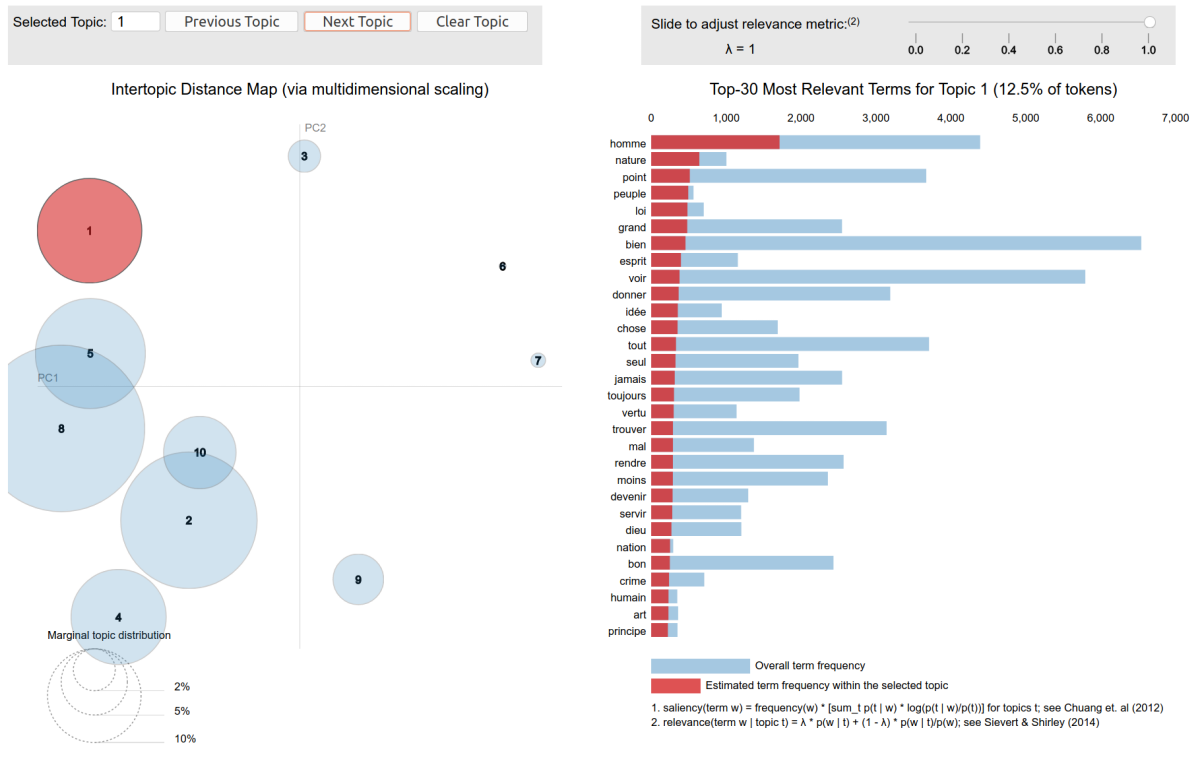 Selected Topic: 1 Previous Topic Next Topic Clear Topic
Slide to adjust relevance metric:(2)
λ = 1
0.0 0.2 0.4 0.6 0.8 1.0
Intertopic Distance Map (via multidimensional scaling)
PC2
PC1
3
1
6
5
7
8
10
2
9
4
Marginal topic distribution
2%
5%
10%
Top-30 Most Relevant Terms for Topic 1 (12.5% of tokens)
0 1,000 2,000 3,000 4,000 5,000 6,000 7,000
homme
nature
point
peuple
loi
grand
bien
esprit
voir
donner
idée
chose
tout
seul
jamais
toujours
vertu
trouver
mal
rendre
moins
devenir
servir
dieu
nation
bon
crime
humain
art
principe
Overall term frequency
Estimated term frequency within the selected topic
1. saliency(term w) = frequency(w) * [sum_t p(t | w) * log(p(t | w)/p(t))] for topics t; see Chuang et. al (2012)
2. relevance(term w | topic t) = λ * p(w | t) + (1 - λ) * p(w | t)/p(w); see Sievert & Shirley (2014)